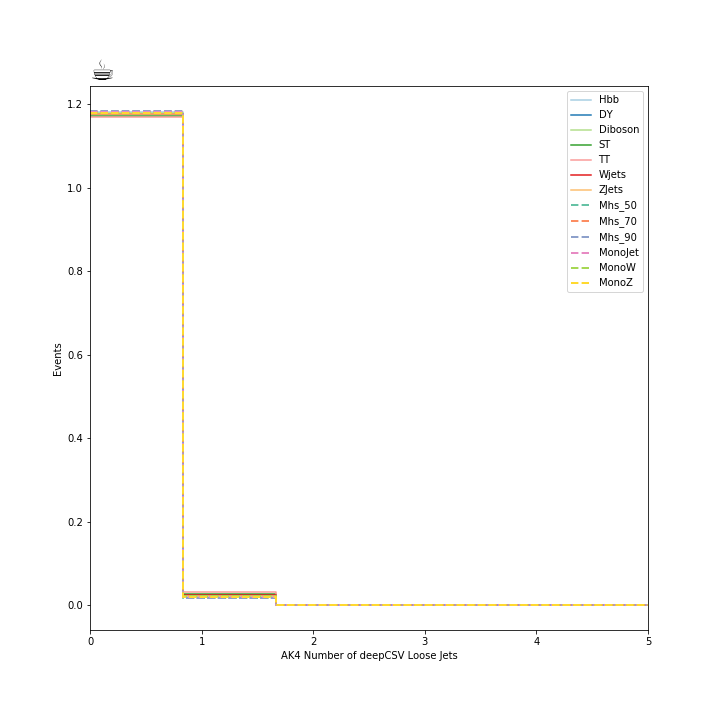 Hbb
DY
Diboson
ST
TT
Wjets
ZJets
Mhs_50
Mhs_70
Mhs_90
MonoJet
MonoW
MonoZ
1.2
1.0
0.8
0.6
0.4
0.2
0.0
Events
0 1 2 3 4 5
AK4 Number of deepCSV Loose Jets